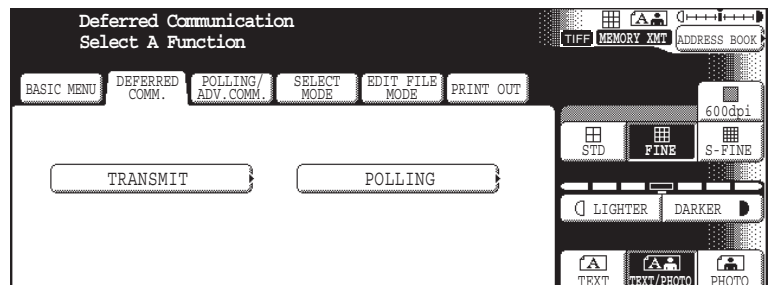 Deferred Communication
Select A Function
TIFF MEMORY XMT ADDRESS BOOK
BASIC MENU
DEFERRED
COMM.
POLLING/
ADV.COMM.
SELECT
MODE
EDIT FILE
MODE
PRINT OUT
600dpi
STD FINE S-FINE
TRANSMIT POLLING
LIGHTER DARKER
A TEXT
A TEXT/PHOTO
PHOTO